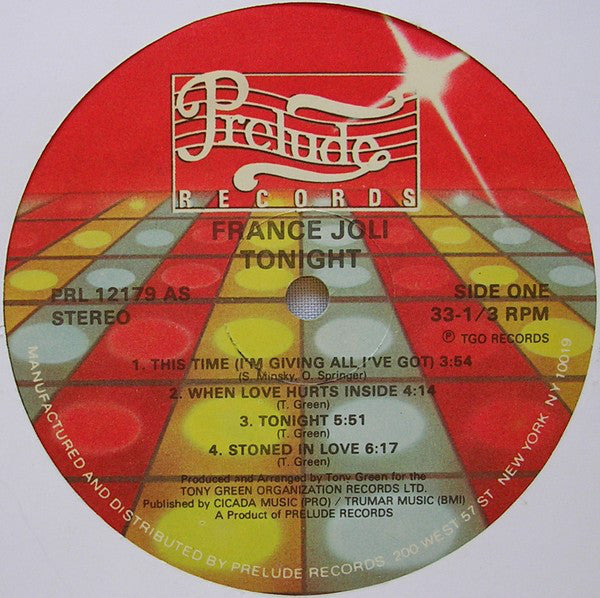 Prelude
RECORDS
FRANCE JOLI
TONIGHT
PRL 12179 AS
STEREO
SIDE ONE
33-1/3 RPM
Ⓟ TGO RECORDS
1. THIS TIME (I'M GIVING ALL I'VE GOT) 3:54
(S. Minsky, O. Springer)
2. WHEN LOVE HURTS INSIDE 4:14
(T. Green)
3. TONIGHT 5:51
(T. Green)
4. STONED IN LOVE 6:17
(T. Green)
Produced and Arranged by Tony Green for the
TONY GREEN ORGANIZATION RECORDS LTD.
Published by CICADA MUSIC (PRO) / TRUMAR MUSIC (BMI)
A Product of PRELUDE RECORDS
MANUFACTURED AND DISTRIBUTED BY PRELUDE RECORDS, 200 WEST 57 ST NEW YORK, NY 10019